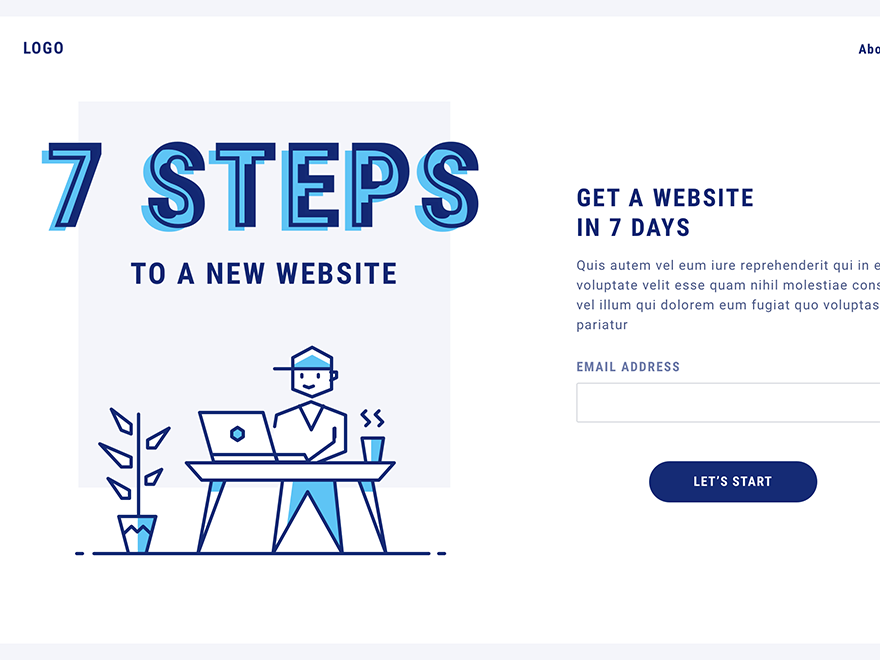 LOGO
Abo
7 STEPS
TO A NEW WEBSITE
GET A WEBSITE
IN 7 DAYS
Quis autem vel eum iure reprehenderit qui in e
voluptate velit esse quam nihil molestiae cons
vel illum qui dolorem eum fugiat quo voluptas
pariatur
EMAIL ADDRESS
LET’S START